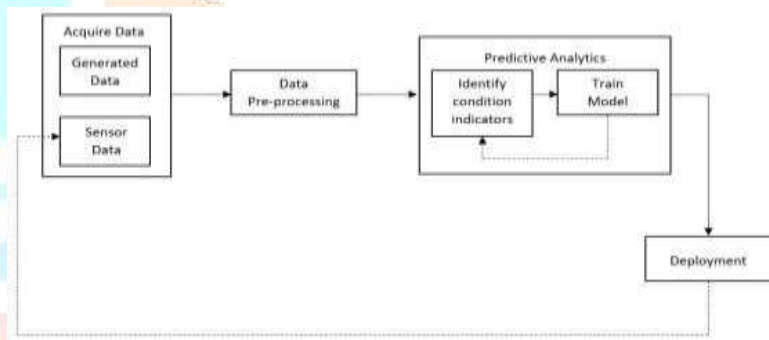 Acquire Data
Generated
Data
Sensor
Data
Data
Pre-processing
Predictive Analytics
Identify
condition
indicators
Train
Model
Deployment